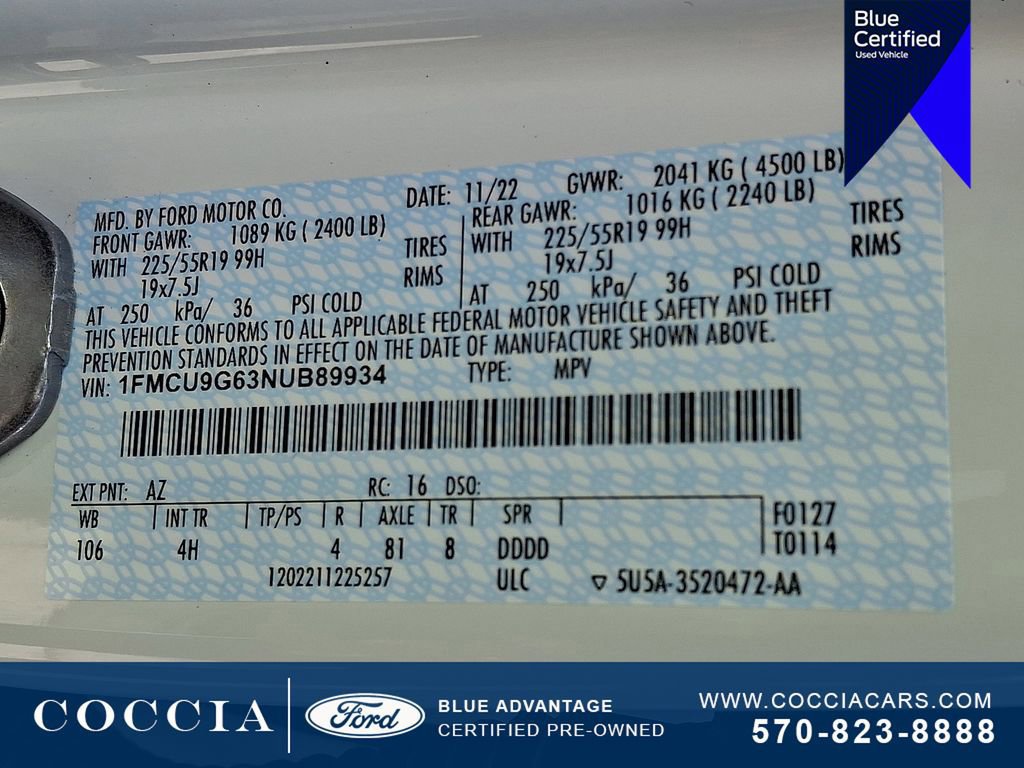 Blue
Certified
Used Vehicle
MFD. BY FORD MOTOR CO. DATE: 11/22 GVWR: 2041 KG ( 4500 LB)
FRONT GAWR: 1089 KG ( 2400 LB) REAR GAWR: 1016 KG ( 2240 LB)
WITH 225/55R19 99H TIRES WITH 225/55R19 99H TIRES
19x7.5J RIMS 19x7.5J RIMS
AT 250 kPa/ 36 PSI COLD AT 250 kPa/ 36 PSI COLD
THIS VEHICLE CONFORMS TO ALL APPLICABLE FEDERAL MOTOR VEHICLE SAFETY AND THEFT
PREVENTION STANDARDS IN EFFECT ON THE DATE OF MANUFACTURE SHOWN ABOVE.
VIN: 1FMCU9G63NUB89934 TYPE: MPV
EXT PNT: AZ RC: 16 DSO:
WB INT TR TP/PS R AXLE TR SPR F0127
106 4H 4 81 8 DDDD T0114
1202211225257 ULC ▽ 5U5A-3520472-AA
COCCIA Ford BLUE ADVANTAGE
CERTIFIED PRE-OWNED
WWW.COCCIACARS.COM
570-823-8888